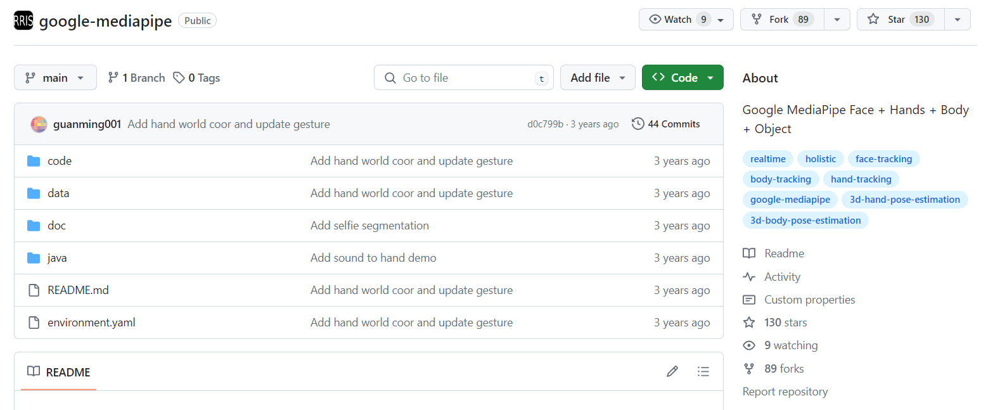 RRIS google-mediapipe Public Watch 9 Fork 89 Star 130
main 1 Branch 0 Tags Go to file t Add file Code
guanming001 Add hand world coor and update gesture d0c799b · 3 years ago 44 Commits
code Add hand world coor and update gesture 3 years ago
data Add hand world coor and update gesture 3 years ago
doc Add selfie segmentation 3 years ago
java Add sound to hand demo 3 years ago
README.md Add hand world coor and update gesture 3 years ago
environment.yaml Add hand world coor and update gesture 3 years ago
README
About
Google MediaPipe Face + Hands + Body
+ Object
realtime holistic face-tracking
body-tracking hand-tracking
google-mediapipe 3d-hand-pose-estimation
3d-body-pose-estimation
Readme
Activity
Custom properties
130 stars
9 watching
89 forks
Report repository